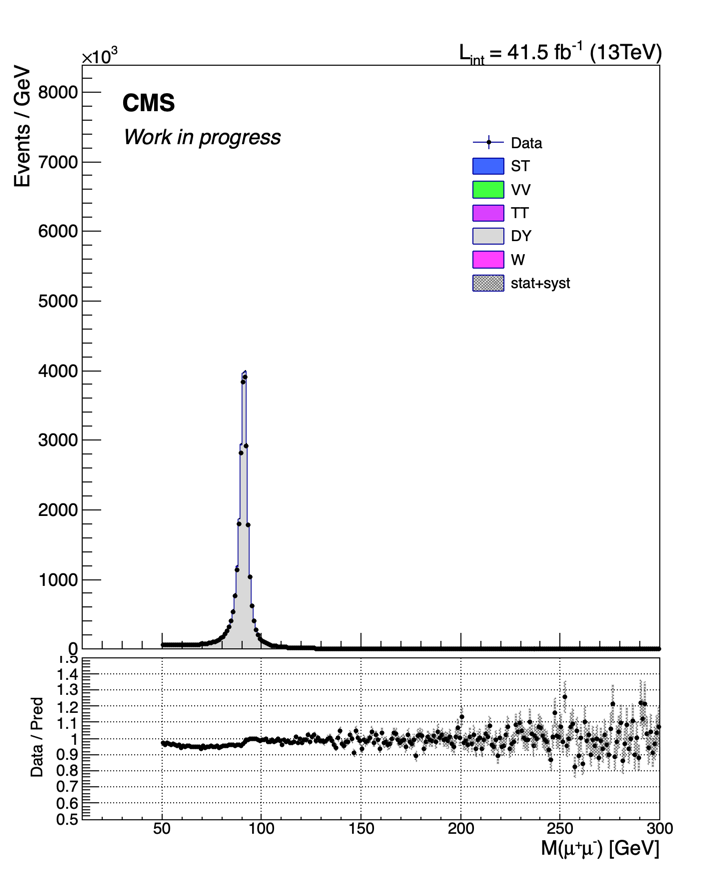 ×10³
L_int = 41.5 fb⁻¹ (13TeV)
Events / GeV
8000
7000
6000
5000
4000
3000
2000
1000
0
CMS
Work in progress
Data
ST
VV
TT
DY
W
stat+syst
Data / Pred
1.5
1.4
1.3
1.2
1.1
1
0.9
0.8
0.7
0.6
0.5
50 100 150 200 250 300
M(μ⁺μ⁻) [GeV]